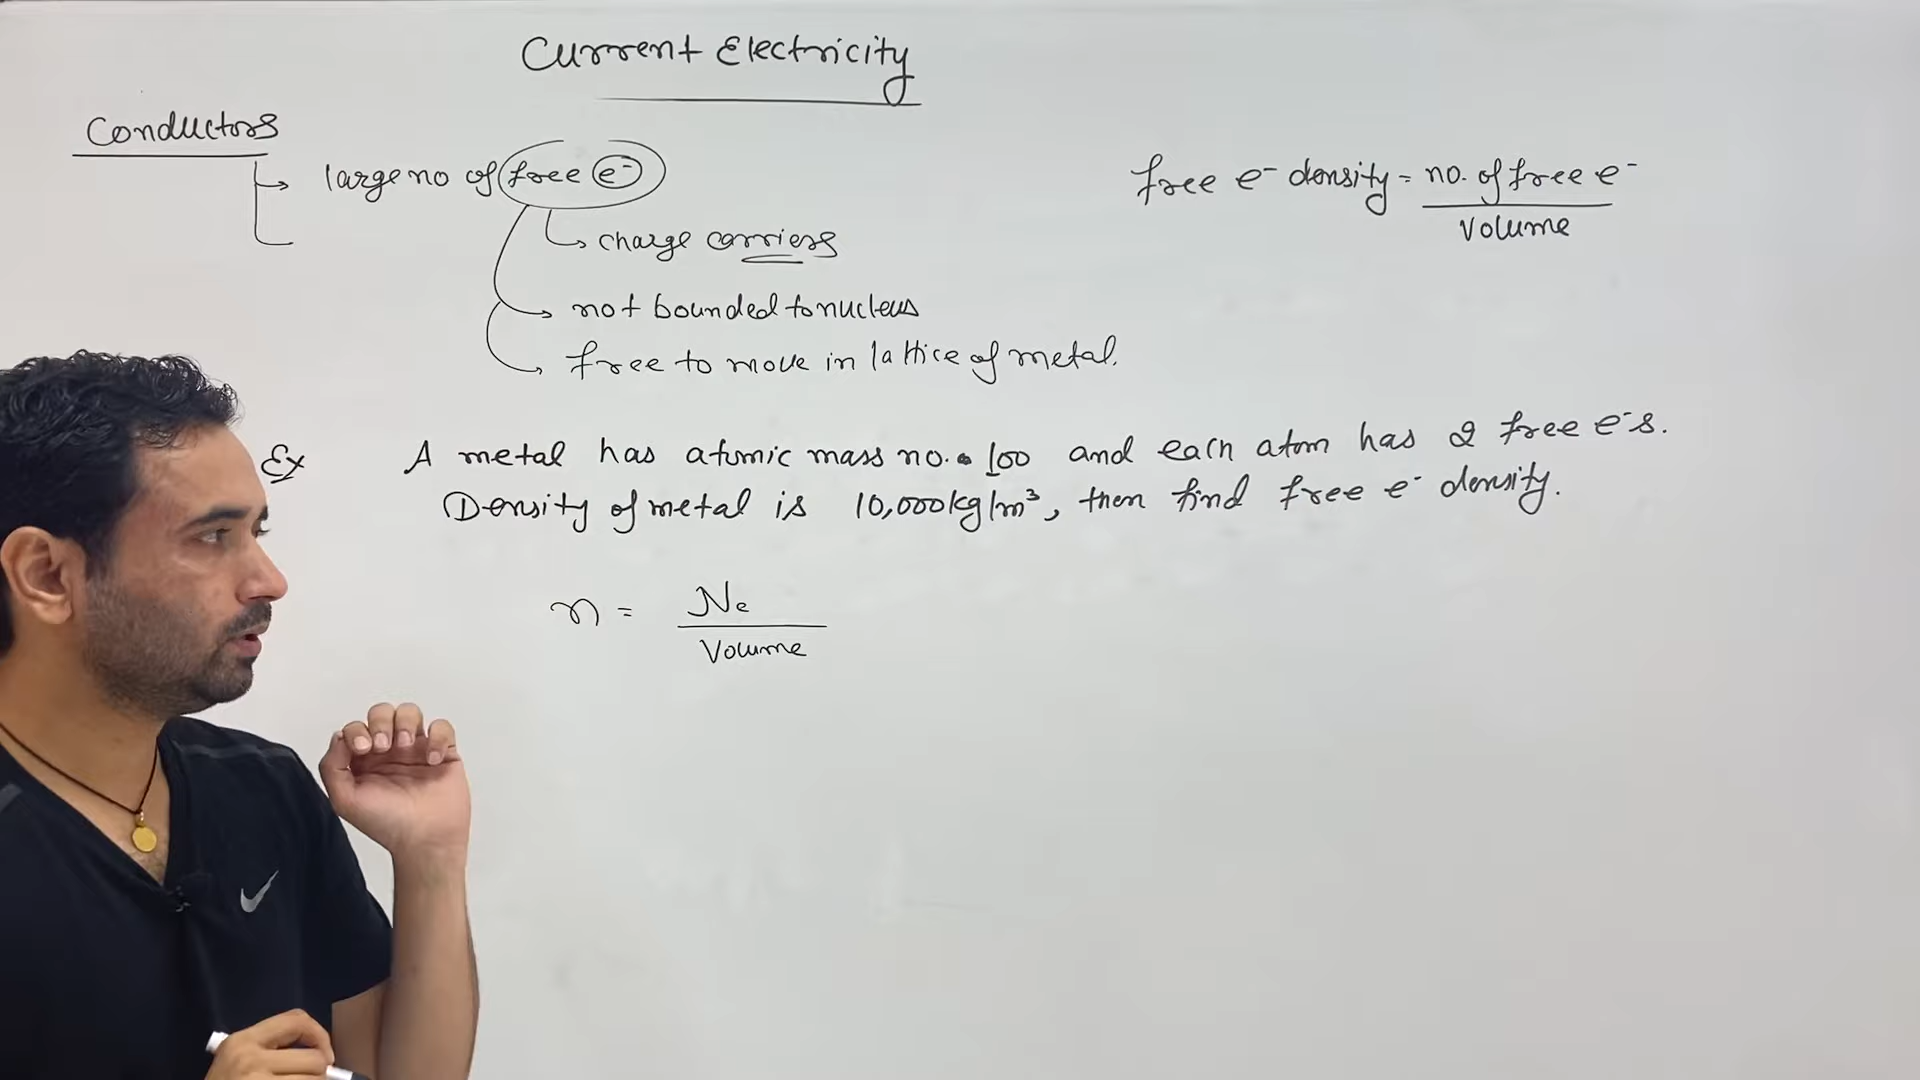 Current Electricity
Conductors
large no of free e⁻
free e⁻ density = no. of free e⁻
Volume
charge carriers
not bounded to nucleus
free to move in lattice of metal.
Ex A metal has atomic mass no. 100 and each atom has 2 free e⁻s.
Density of metal is 10,000kg/m³, then find free e⁻ density.
n = Ne
Volume